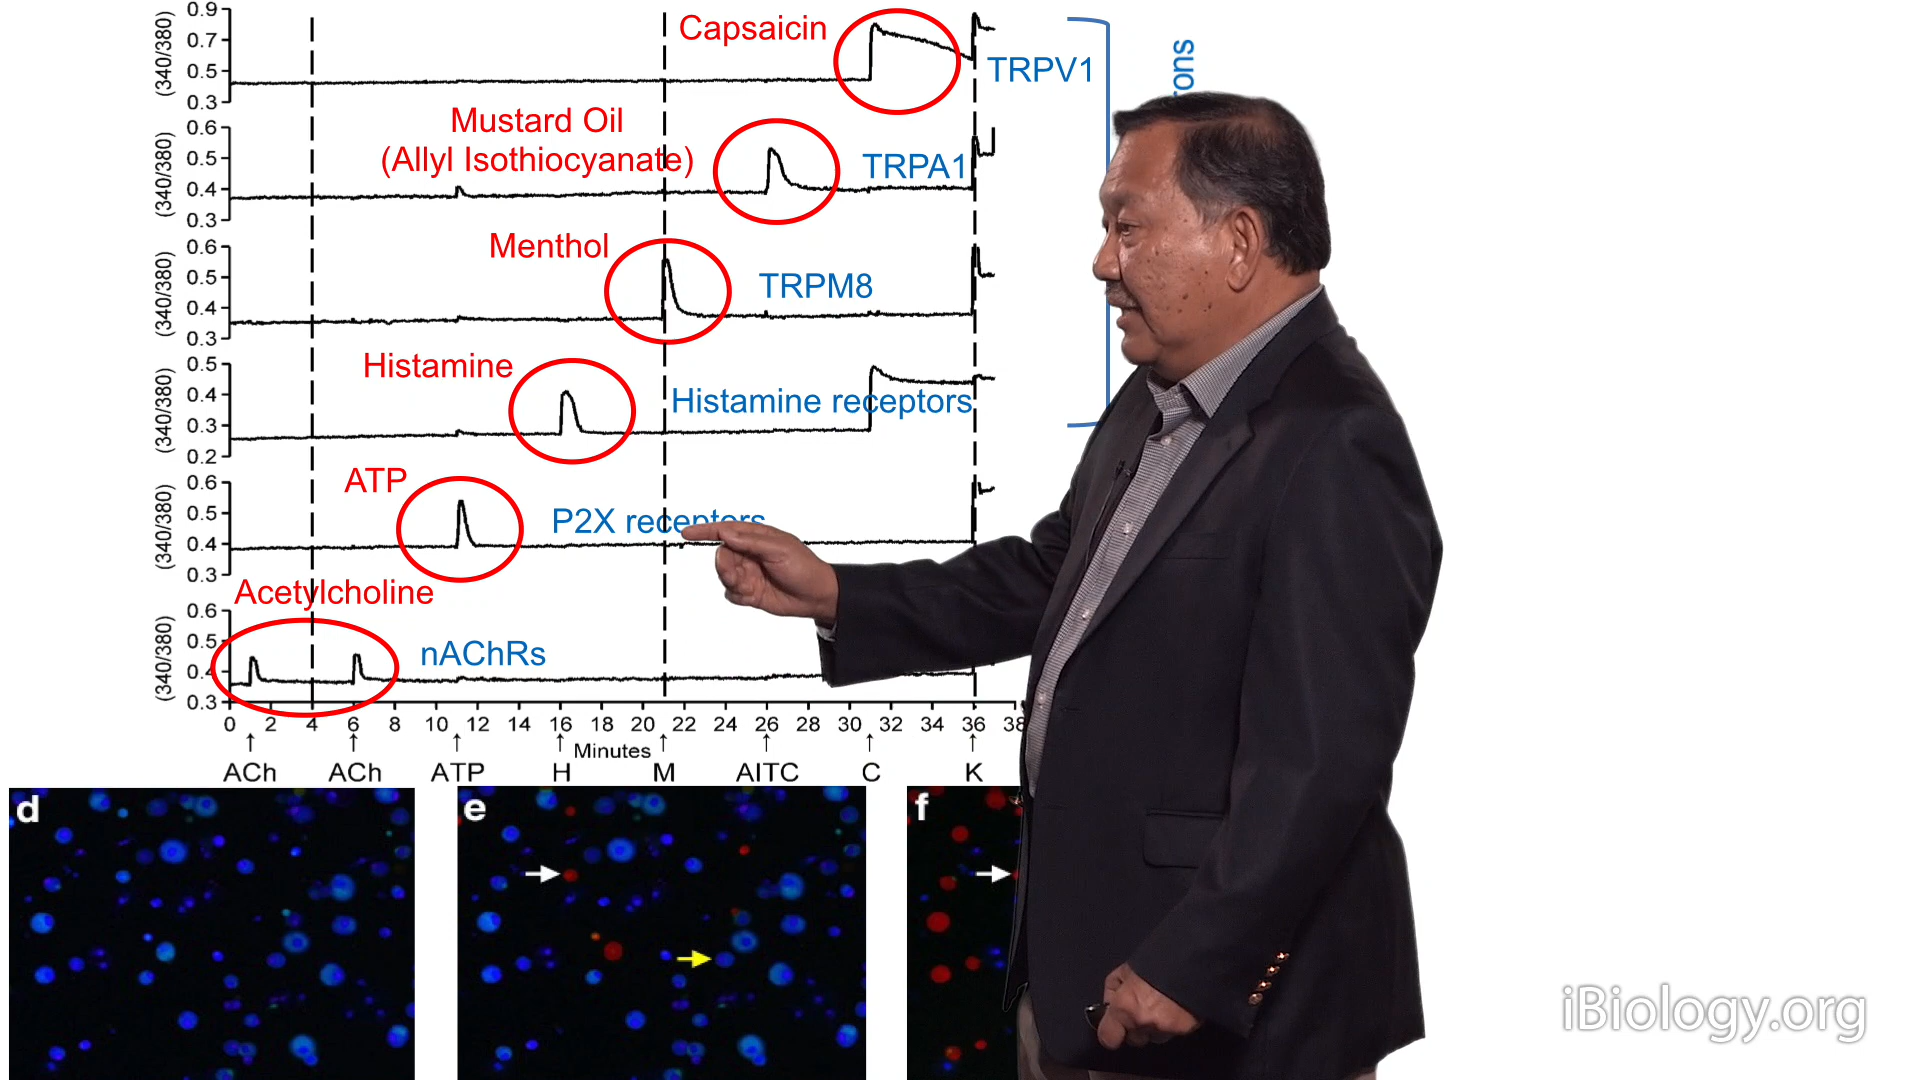 0.9
0.7
0.5
0.3
(340/380)
Capsaicin
TRPV1
rons
0.6
0.5
0.4
0.3
(340/380)
Mustard Oil
(Allyl Isothiocyanate)
TRPA1
0.6
0.5
0.4
0.3
(340/380)
Menthol
TRPM8
0.5
0.4
0.3
0.2
(340/380)
Histamine
Histamine receptors
0.6
0.5
0.4
0.3
(340/380)
ATP
P2X receptors
0.6
0.5
0.4
0.3
(340/380)
Acetylcholine
nAChRs
0 2 4 6 8 10 12 14 16 18 20 22 24 26 28 30 32 34 36 38
Minutes
ACh ACh ATP H M AITC C K
d e f
iBiology.org